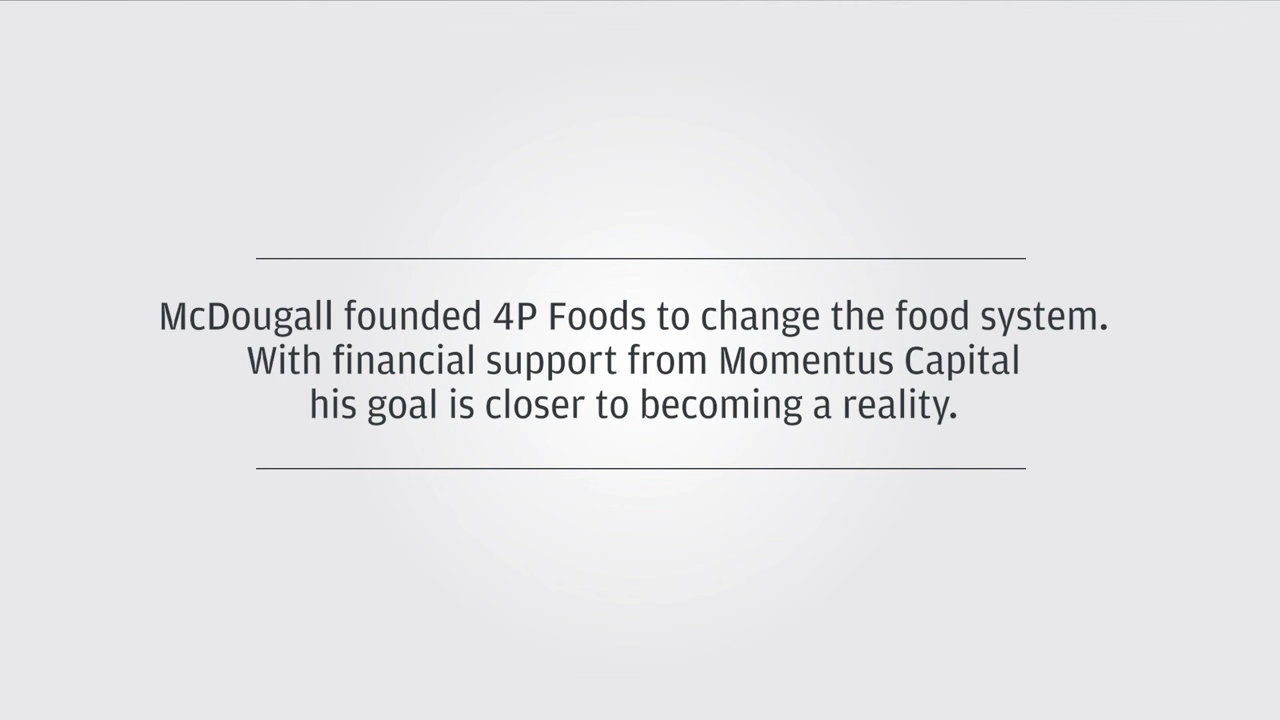 McDougall founded 4P Foods to change the food system.
With financial support from Momentus Capital
his goal is closer to becoming a reality.